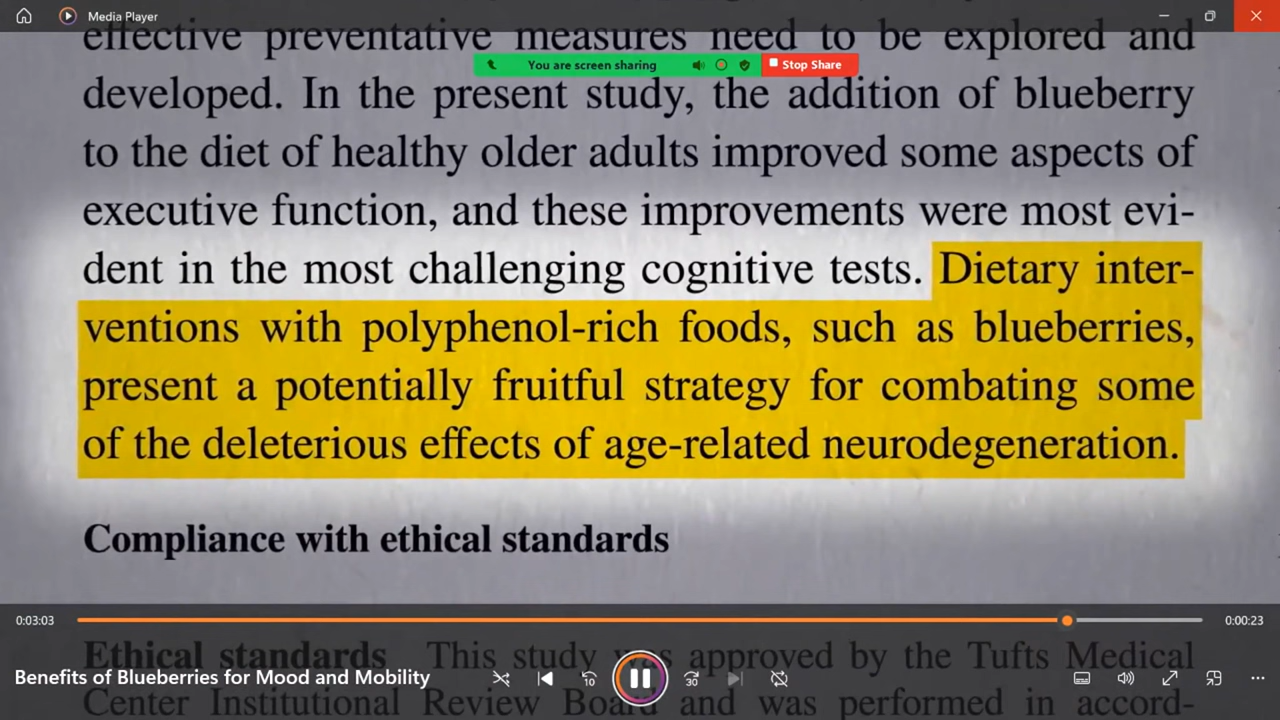 Media Player
effective preventative measures need to be explored and
You are screen sharing
Stop Share
developed. In the present study, the addition of blueberry
to the diet of healthy older adults improved some aspects of
executive function, and these improvements were most evi-
dent in the most challenging cognitive tests. Dietary inter-
ventions with polyphenol-rich foods, such as blueberries,
present a potentially fruitful strategy for combating some
of the deleterious effects of age-related neurodegeneration.
Compliance with ethical standards
0:03:03
0:00:23
Ethical standards This study was approved by the Tufts Medical
Benefits of Blueberries for Mood and Mobility
10
30
Center Institutional Review Board and was performed in accord-